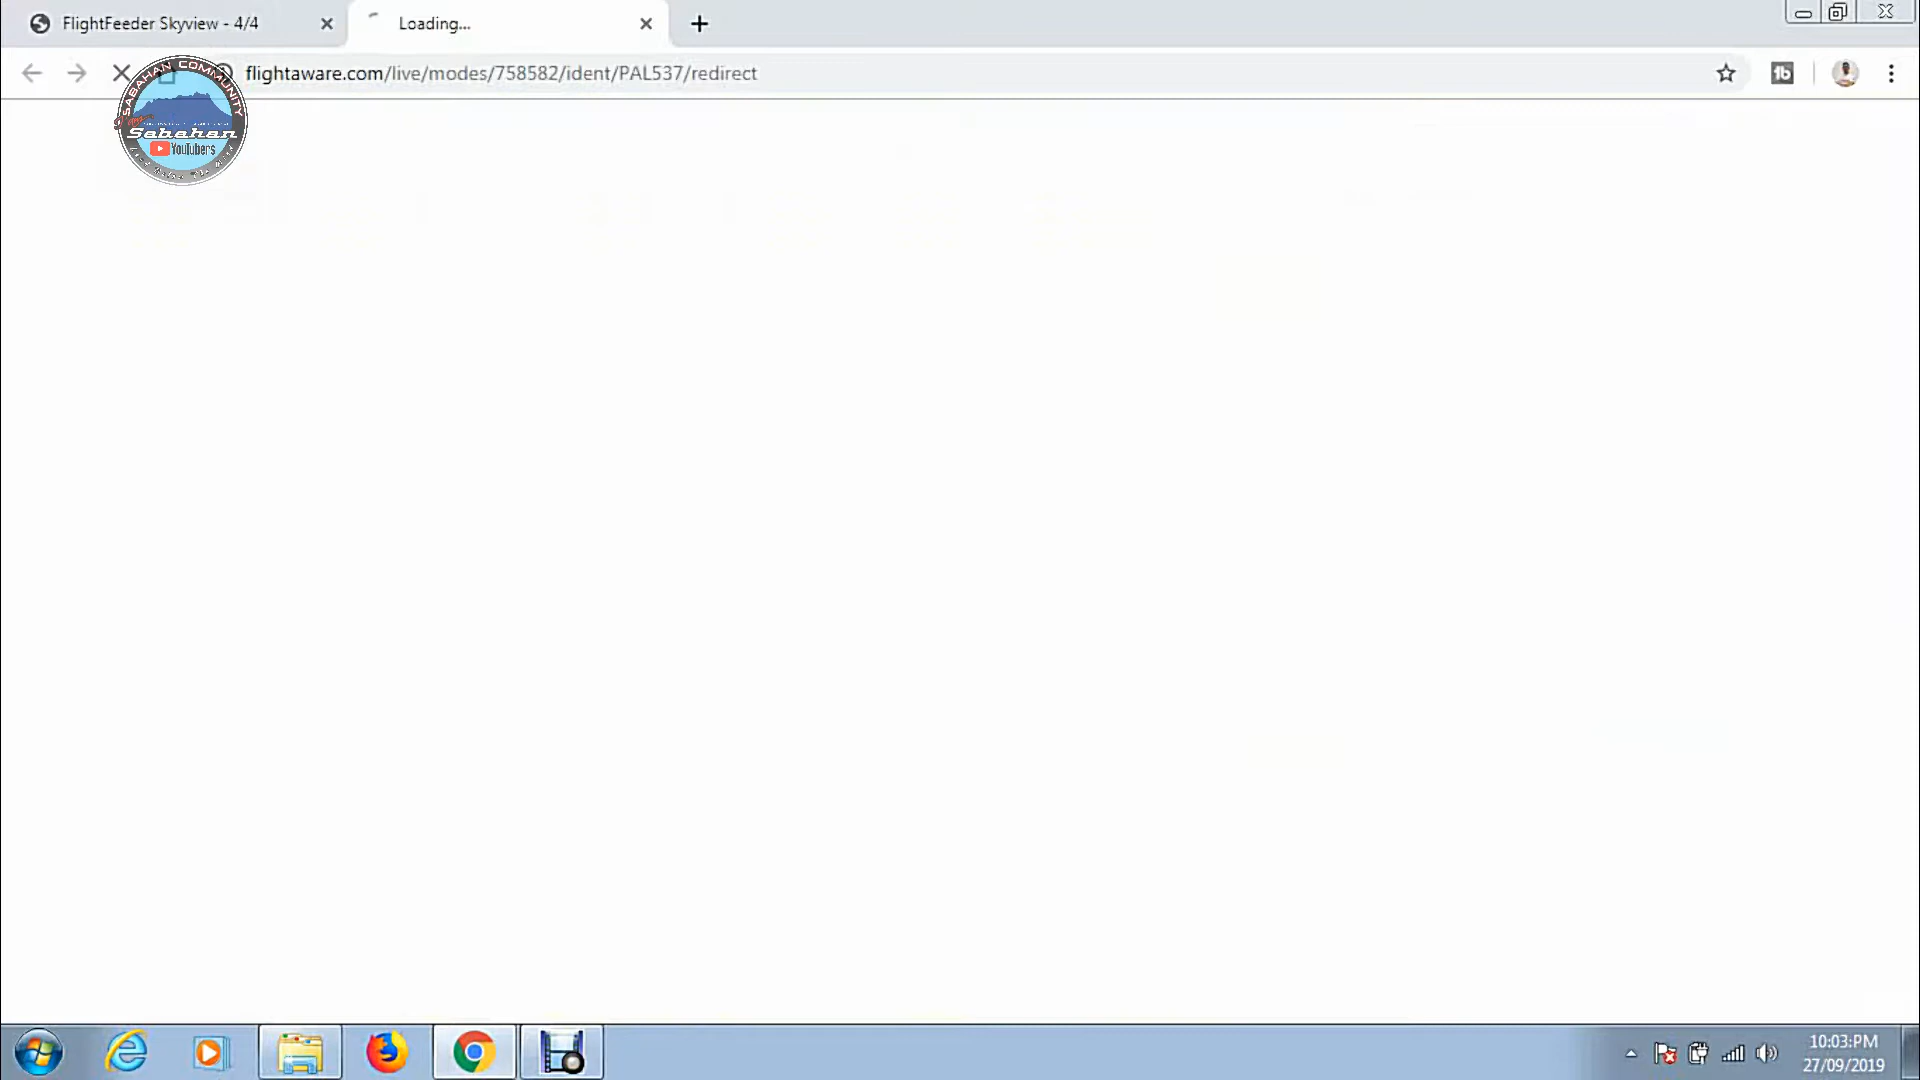 FlightFeeder Skyview - 4/4
Loading...
flightaware.com/live/modes/758582/ident/PAL537/redirect
SABAHAN COMMUNITY
Sabahan
YouTubers
10:03:PM
27/09/2019